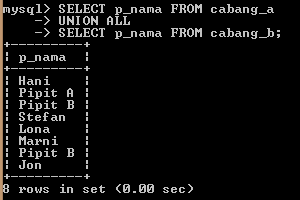 mysql> SELECT p_nama FROM cabang_a
    -> UNION ALL
    -> SELECT p_nama FROM cabang_b;
+---------+
| p_nama  |
+---------+
| Hani    |
| Pipit A |
| Pipit B |
| Stefan  |
| Lona    |
| Marni   |
| Pipit B |
| Jon     |
+---------+
8 rows in set (0.00 sec)